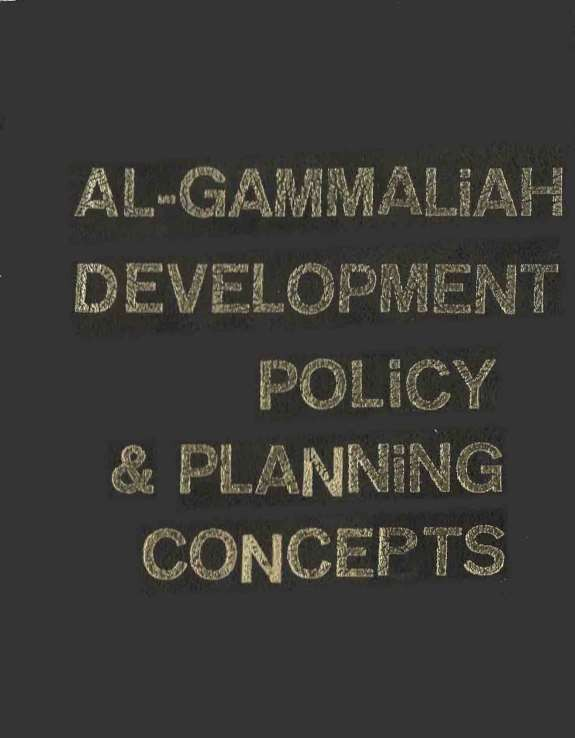 AL-GAMMALiAH
DEVELOPMENT
POLiCY
& PLANNiNG
CONCEPTS